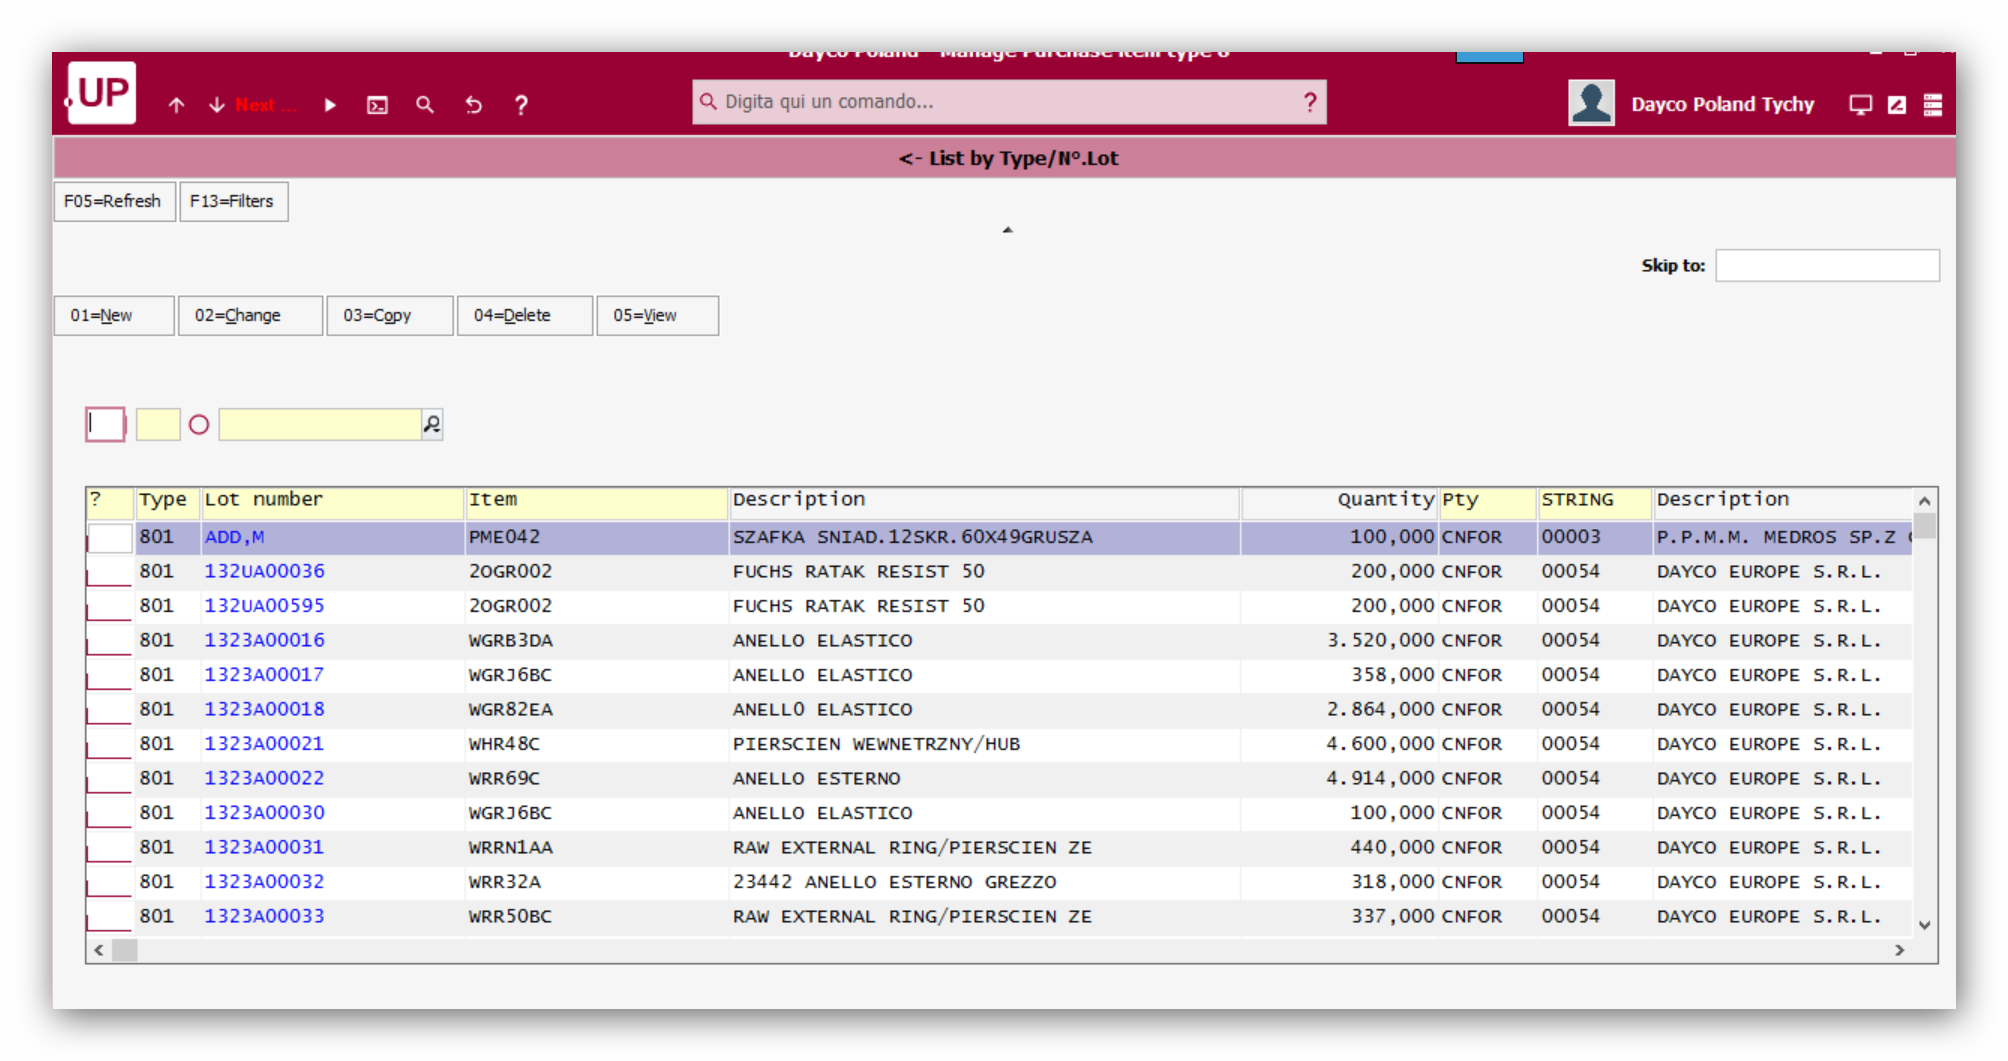 Dayco Poland - Manage Purchase item type 8
.UP
Next ...
Digita qui un comando... ?
Dayco Poland Tychy
<- List by Type/N°.Lot
F05=Refresh F13=Filters
Skip to:
01=New 02=Change 03=Copy 04=Delete 05=View
? Type Lot number Item Description Quantity Pty STRING Description
801 ADD,M PME042 SZAFKA SNIAD.12SKR.60X49GRUSZA 100,000 CNFOR 00003 P.P.M.M. MEDROS SP.Z
801 132UA00036 2OGR002 FUCHS RATAK RESIST 50 200,000 CNFOR 00054 DAYCO EUROPE S.R.L.
801 132UA00595 2OGR002 FUCHS RATAK RESIST 50 200,000 CNFOR 00054 DAYCO EUROPE S.R.L.
801 1323A00016 WGRB3DA ANELLO ELASTICO 3.520,000 CNFOR 00054 DAYCO EUROPE S.R.L.
801 1323A00017 WGRJ6BC ANELLO ELASTICO 358,000 CNFOR 00054 DAYCO EUROPE S.R.L.
801 1323A00018 WGR82EA ANELLO ELASTICO 2.864,000 CNFOR 00054 DAYCO EUROPE S.R.L.
801 1323A00021 WHR48C PIERSCIEN WEWNETRZNY/HUB 4.600,000 CNFOR 00054 DAYCO EUROPE S.R.L.
801 1323A00022 WRR69C ANELLO ESTERNO 4.914,000 CNFOR 00054 DAYCO EUROPE S.R.L.
801 1323A00030 WGRJ6BC ANELLO ELASTICO 100,000 CNFOR 00054 DAYCO EUROPE S.R.L.
801 1323A00031 WRRN1AA RAW EXTERNAL RING/PIERSCIEN ZE 440,000 CNFOR 00054 DAYCO EUROPE S.R.L.
801 1323A00032 WRR32A 23442 ANELLO ESTERNO GREZZO 318,000 CNFOR 00054 DAYCO EUROPE S.R.L.
801 1323A00033 WRR50BC RAW EXTERNAL RING/PIERSCIEN ZE 337,000 CNFOR 00054 DAYCO EUROPE S.R.L.